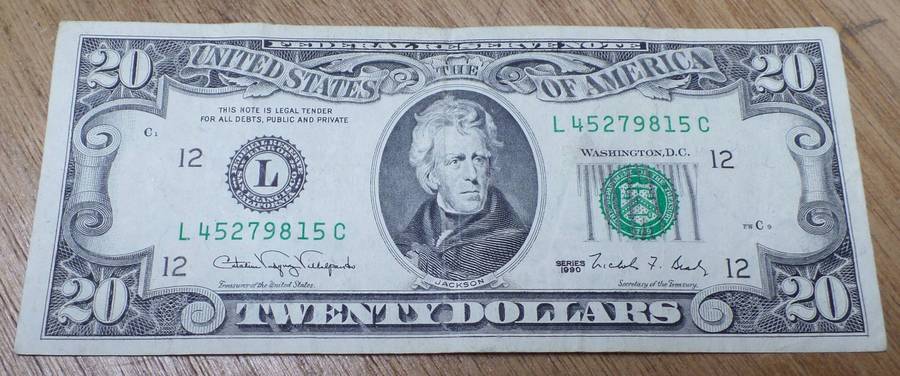 FEDERAL RESERVE NOTE
20 20
UNITED STATES THE OF AMERICA
THIS NOTE IS LEGAL TENDER
FOR ALL DEBTS, PUBLIC AND PRIVATE
L 45279815 C
C1
12
L
WASHINGTON, D.C.
12
L 45279815 C
C 9
12
Treasurer of the United States.
JACKSON
SERIES
1990
Secretary of the Treasury.
12
20 20
TWENTY DOLLARS